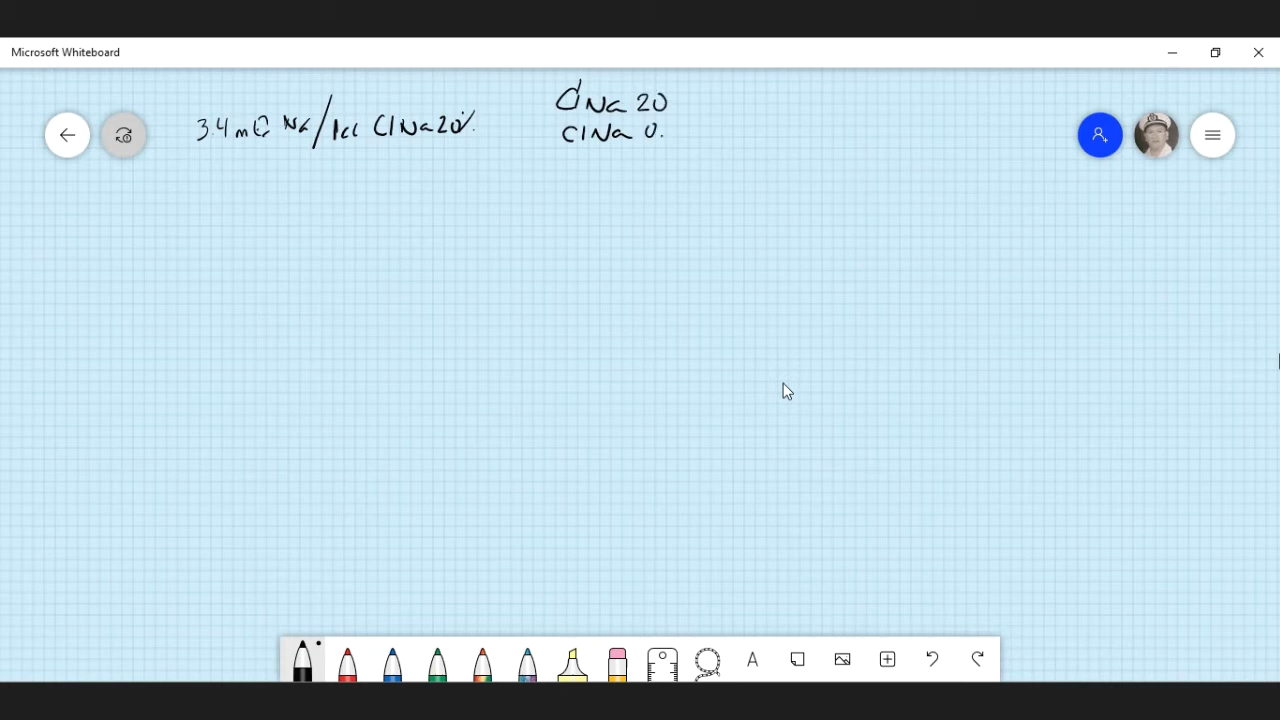 Microsoft Whiteboard
3.4 mEq Na/1cc ClNa 20%.
ClNa 20
ClNa 0.
A